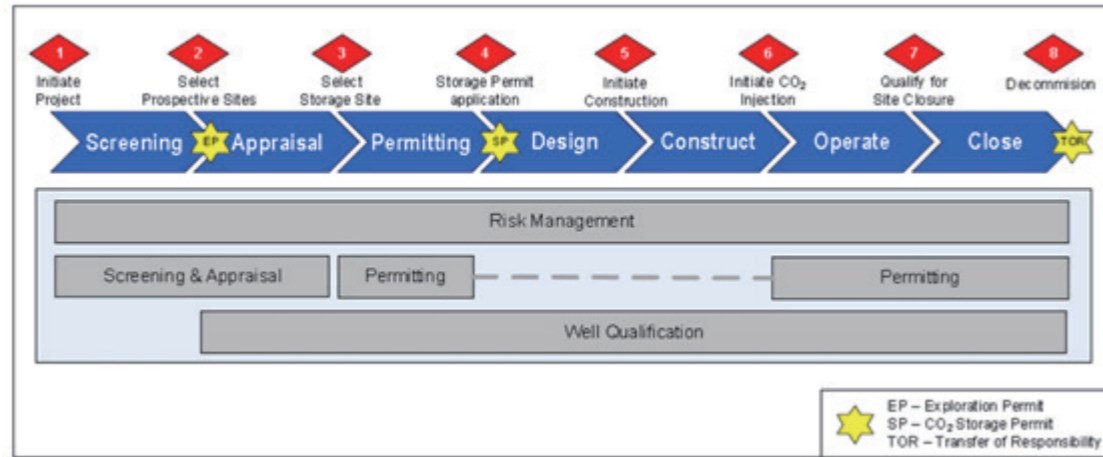 1 2 3 4 5 6 7 8
Initiate Project
Select Prospective Sites
Select Storage Site
Storage Permit application
Initiate Construction
Initiate CO₂ Injection
Qualify for Site Closure
Decommision
Screening EP Appraisal Permitting SP Design Construct Operate Close TOR
Risk Management
Screening & Appraisal Permitting Permitting
Well Qualification
EP – Exploration Permit
SP – CO₂ Storage Permit
TOR – Transfer of Responsibility